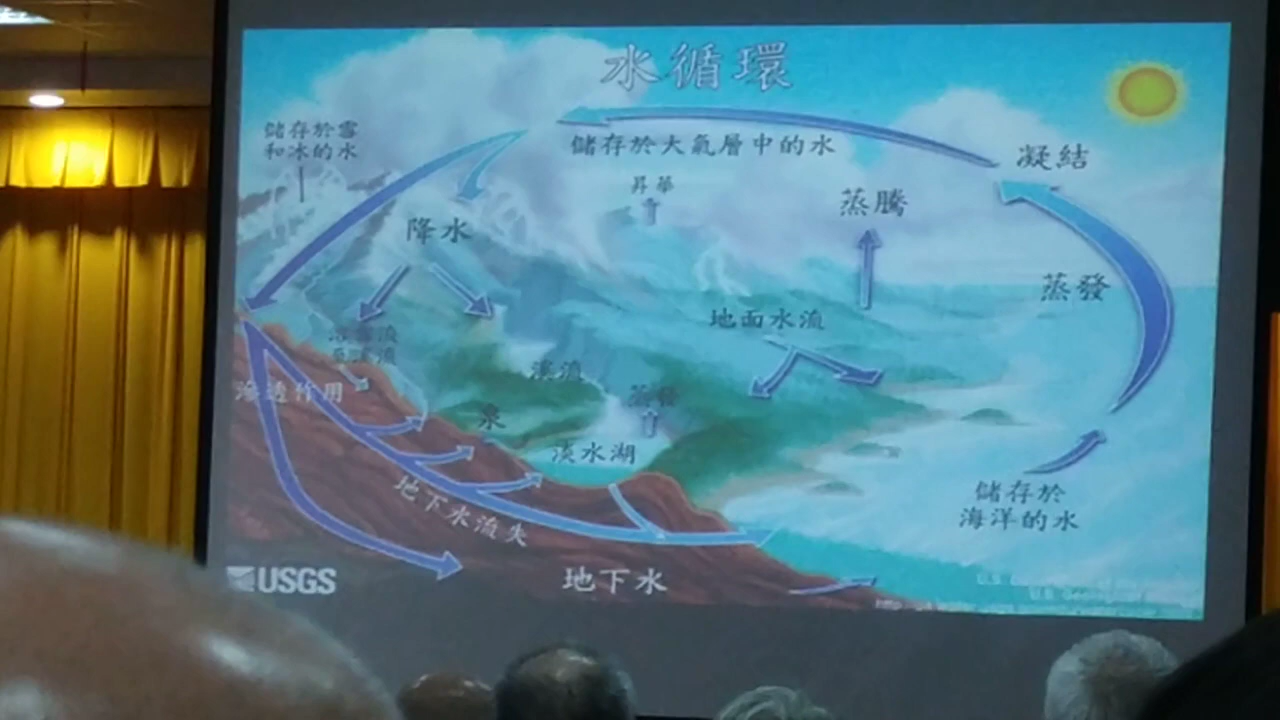 水循環
儲存於雪
和冰的水
儲存於大氣層中的水
凝結
昇華
蒸騰
降水
蒸發
地面水流
溪流
滲透作用
蒸發
泉
淡水湖
地下水流失
儲存於
海洋的水
地下水
USGS